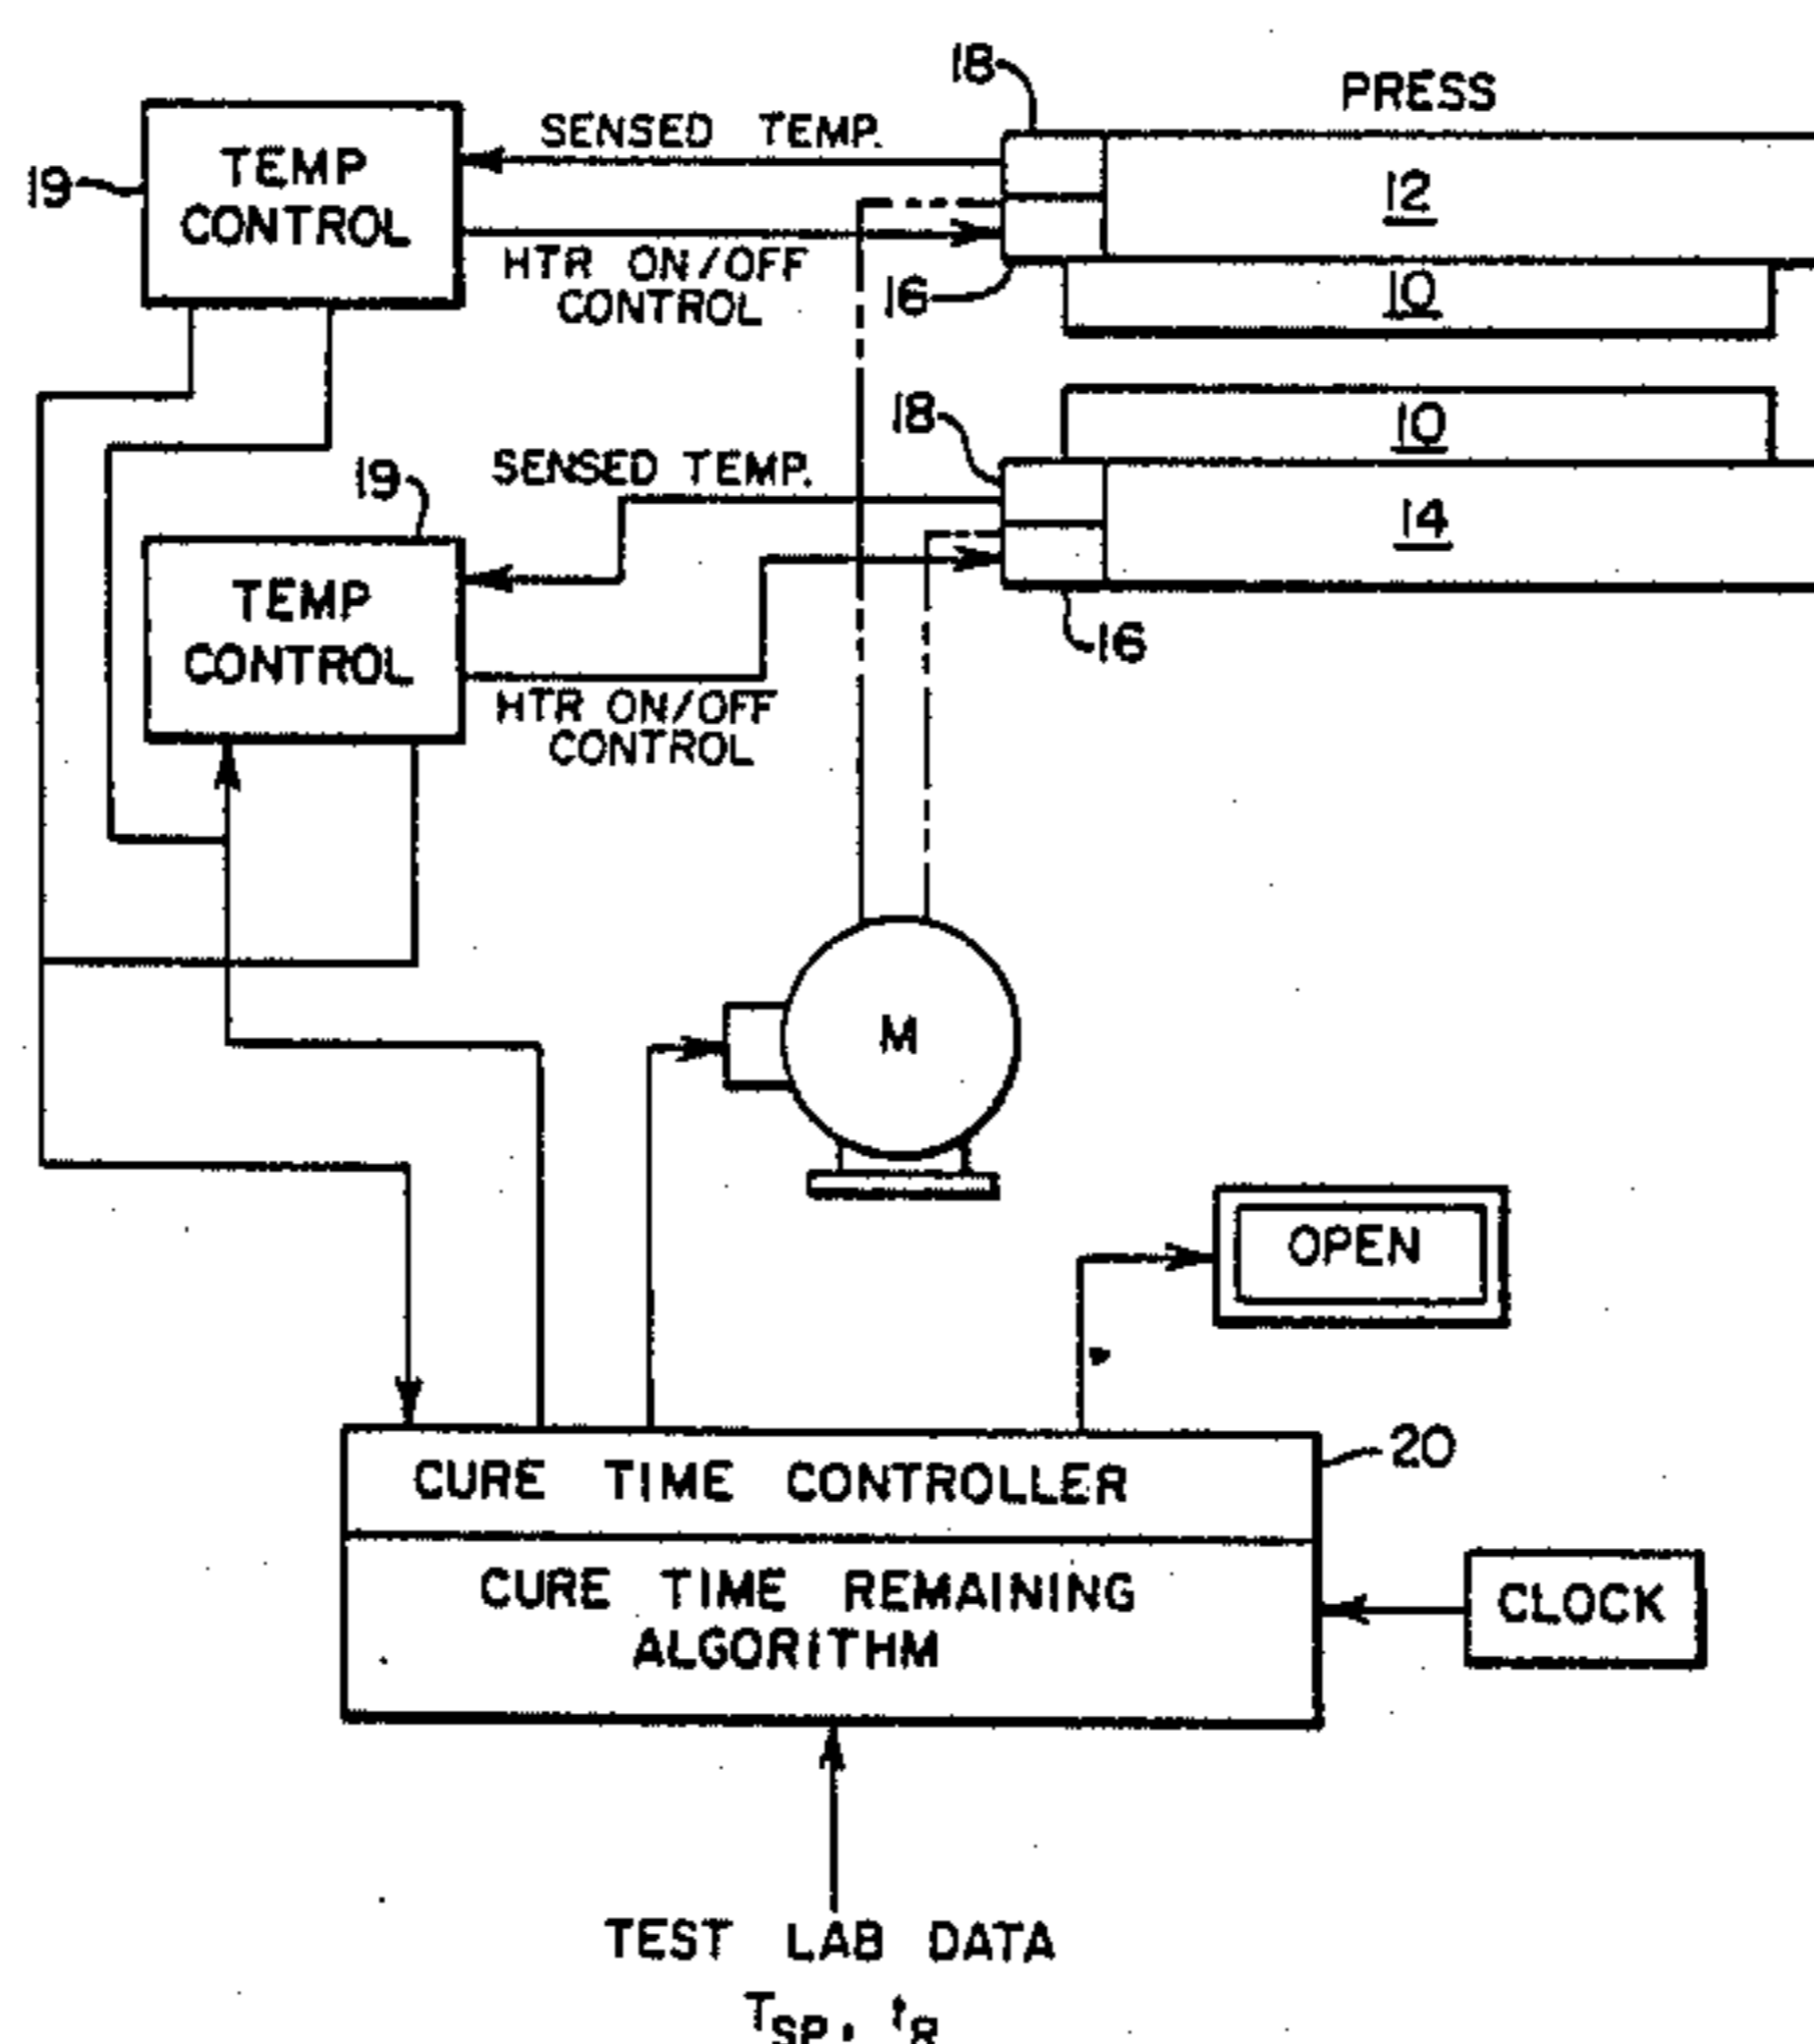 18
PRESS
SENSED TEMP.
19
TEMP
CONTROL
12
HTR ON/OFF
CONTROL
16
10
18
10
SENSED TEMP.
19
14
TEMP
CONTROL
16
HTR ON/OFF
CONTROL
M
OPEN
20
CURE TIME CONTROLLER
CURE TIME REMAINING
ALGORITHM
CLOCK
TEST LAB DATA
TSP, tR